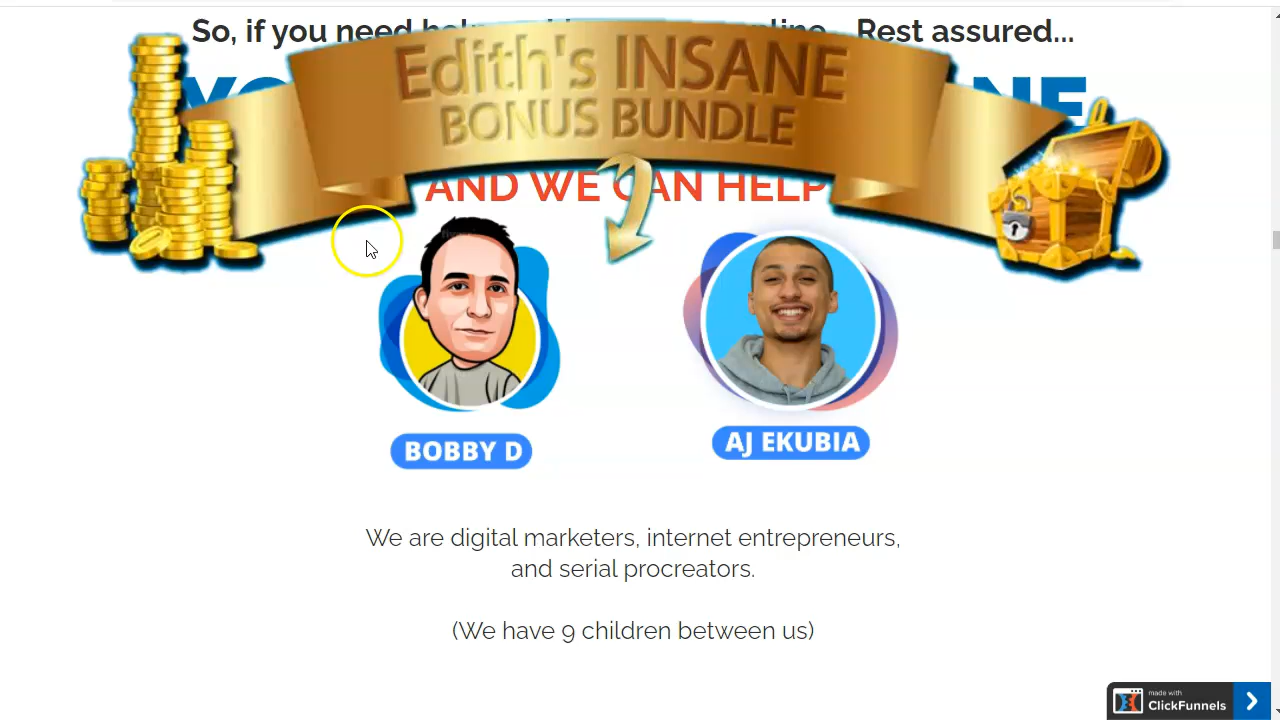 So, if you need
Rest assured...
Edith's INSANE
BONUS BUNDLE
AND WE CAN HELP
BOBBY D
AJ EKUBIA
We are digital marketers, internet entrepreneurs,
and serial procreators.
(We have 9 children between us)
made with
ClickFunnels